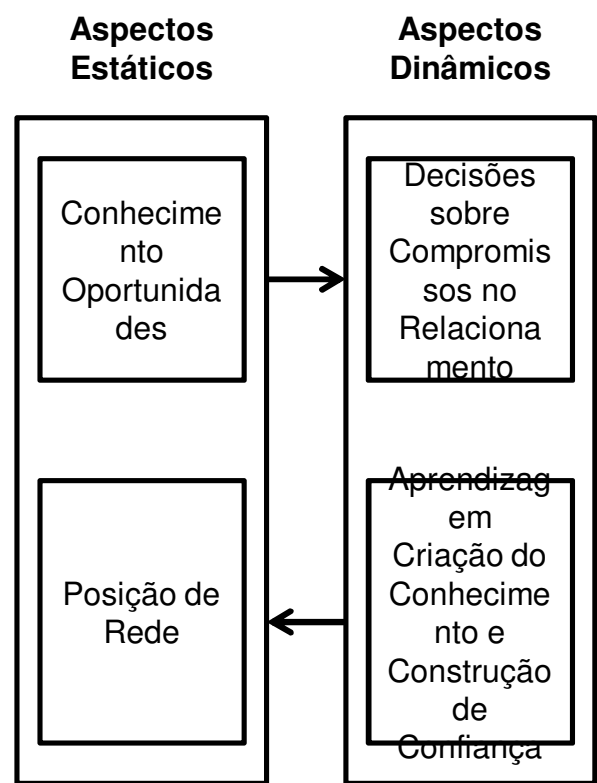 Aspectos
Estáticos
Aspectos
Dinâmicos
Conhecime
nto
Oportunida
des
Decisões
sobre
Compromis
sos no
Relaciona
mento
Posição de
Rede
Aprendizag
em
Criação do
Conhecime
nto e
Construção
de
Confiança